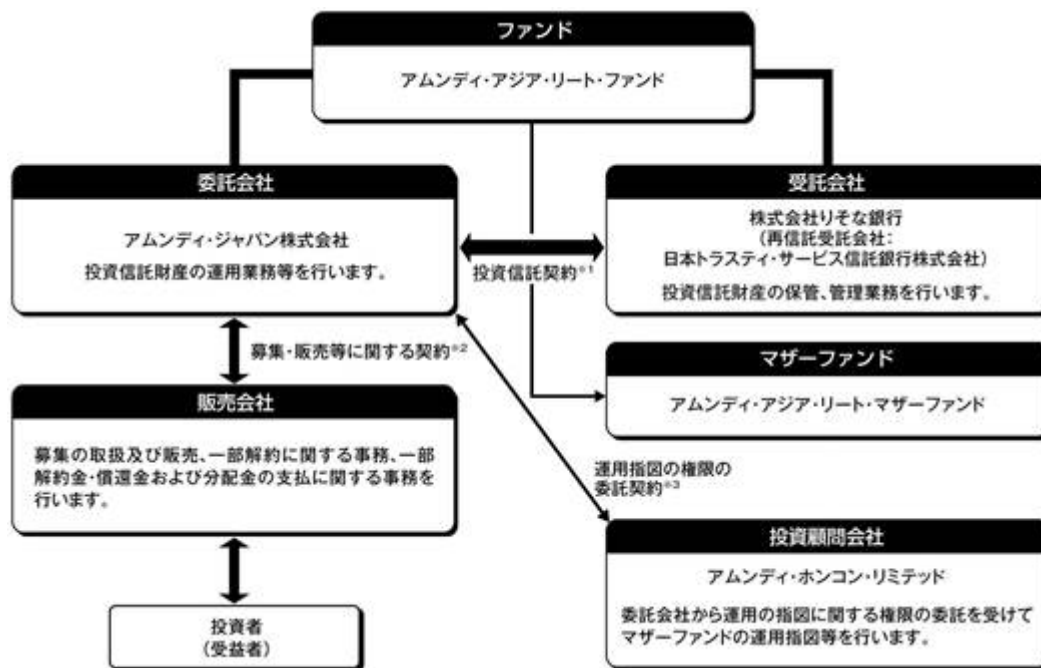 ファンド
アムンディ・アジア・リート・ファンド
委託会社
アムンディ・ジャパン株式会社
投資信託財産の運用業務等を行います。
投資信託契約※1
受託会社
株式会社りそな銀行
(再信託受託会社:
日本トラスティ・サービス信託銀行株式会社)
投資信託財産の保管、管理業務を行います。
募集・販売等に関する契約※2
マザーファンド
アムンディ・アジア・リート・マザーファンド
販売会社
募集の取扱及び販売、一部解約に関する事務、一部
解約金・償還金および分配金の支払に関する事務を
行います。
運用指図の権限の
委託契約※3
投資顧問会社
アムンディ・ホンコン・リミテッド
委託会社から運用の指図に関する権限の委託を受けて
マザーファンドの運用指図等を行います。
投資者
(受益者)